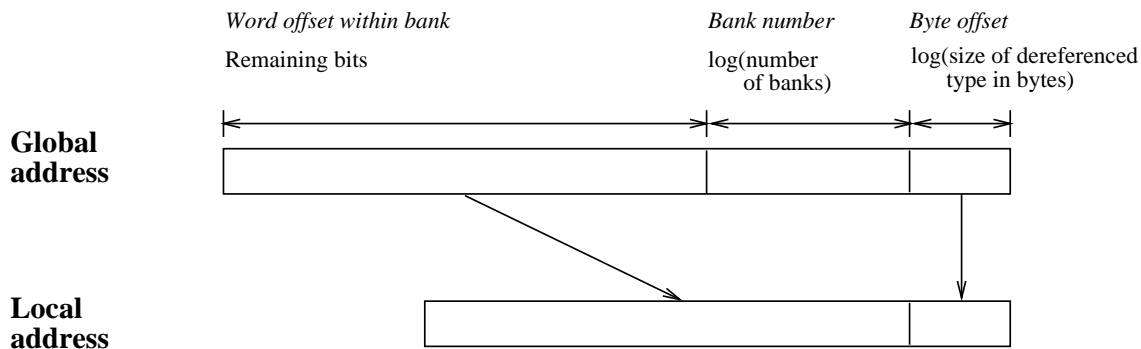 Word offset within bank
Bank number
Byte offset
Remaining bits
log(number
of banks)
log(size of dereferenced
type in bytes)
Global
address
Local
address